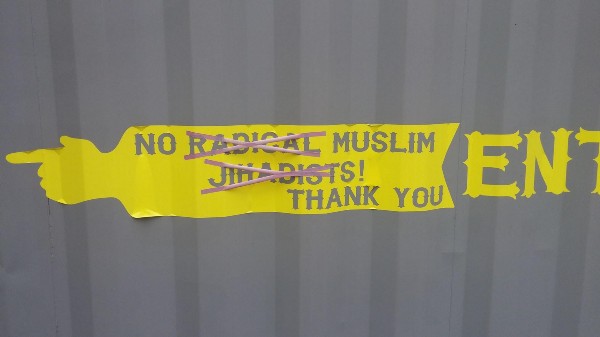 NO RADICAL MUSLIM
JIHADISTS!
THANK YOU
ENT